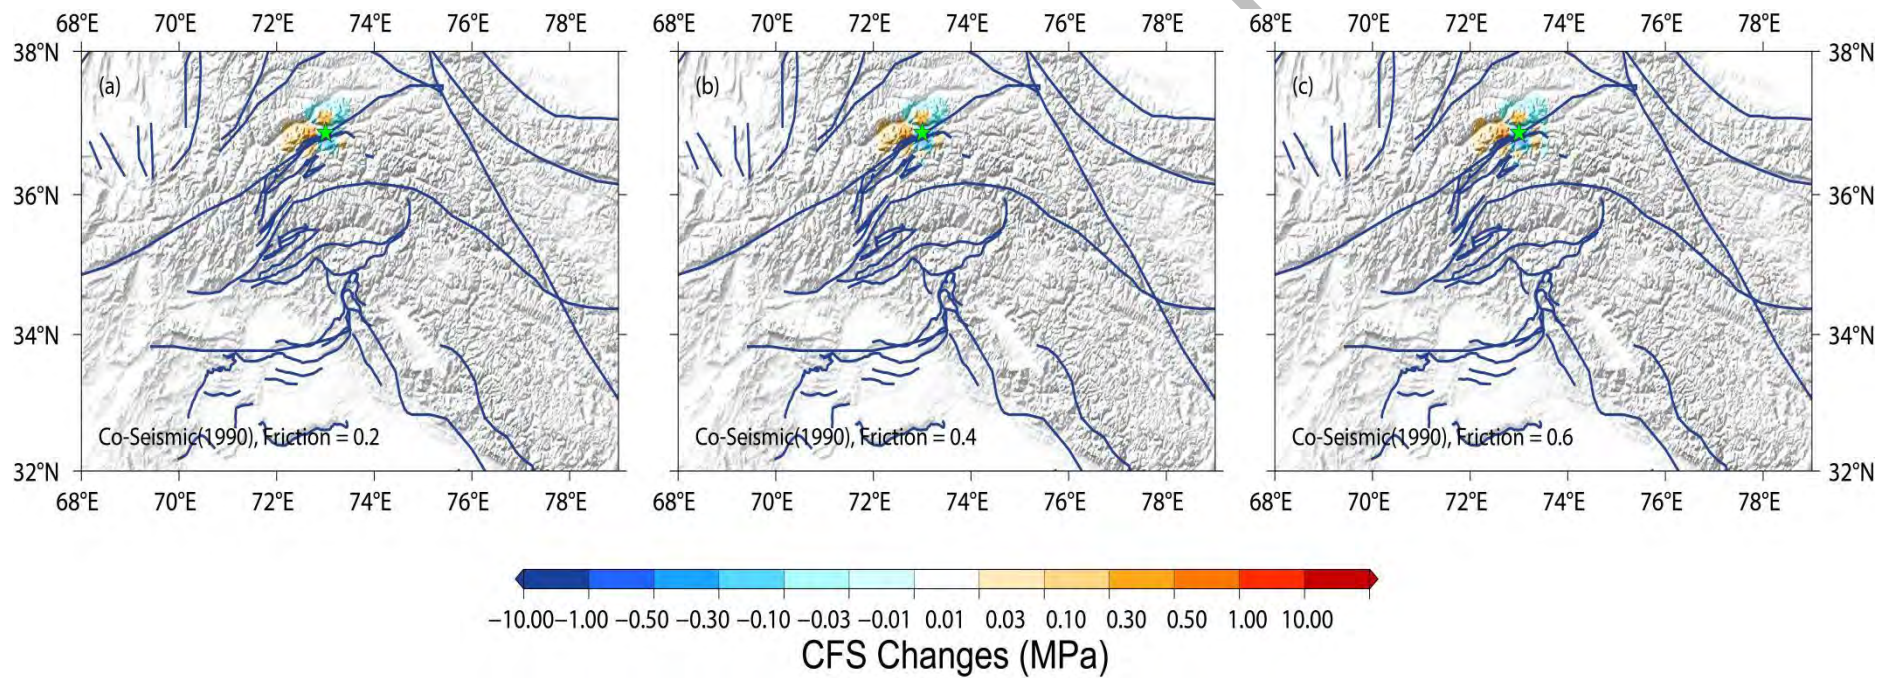 68°E 70°E 72°E 74°E 76°E 78°E 68°E 70°E 72°E 74°E 76°E 78°E 68°E 70°E 72°E 74°E 76°E 78°E
38°N 38°N
(a) (b) (c)
36°N 36°N
34°N 34°N
Co-Seismic(1990), Friction = 0.2 Co-Seismic(1990), Friction = 0.4 Co-Seismic(1990), Friction = 0.6
32°N 32°N
68°E 70°E 72°E 74°E 76°E 78°E 68°E 70°E 72°E 74°E 76°E 78°E 68°E 70°E 72°E 74°E 76°E 78°E
−10.00 −1.00 −0.50 −0.30 −0.10 −0.03 −0.01 0.01 0.03 0.10 0.30 0.50 1.00 10.00
CFS Changes (MPa)